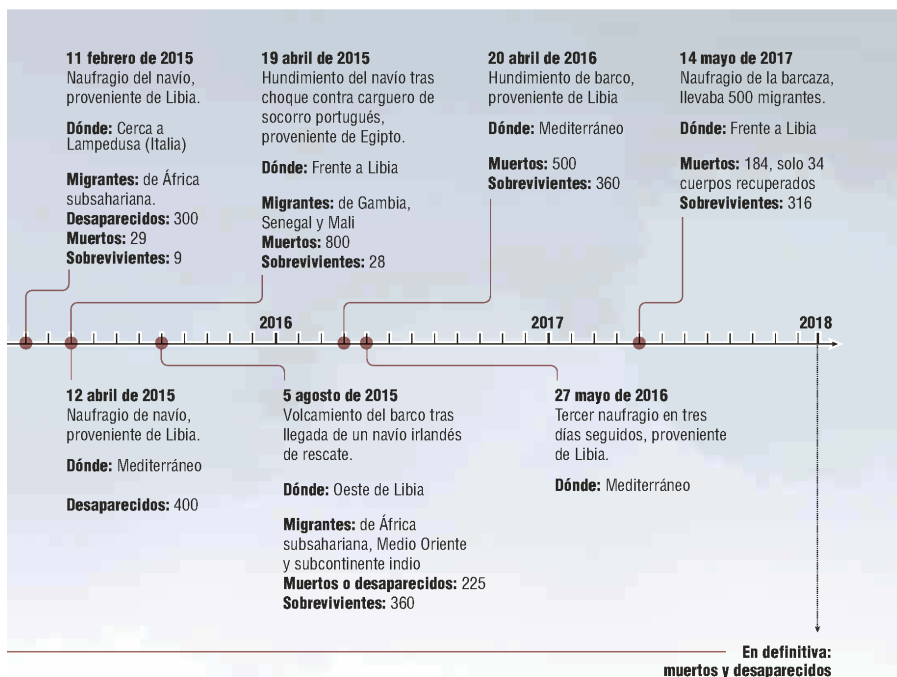 11 febrero de 2015
Naufragio del navío,
proveniente de Libia.
Dónde: Cerca a
Lampedusa (Italia)
Migrantes: de África
subsahariana.
Desaparecidos: 300
Muertos: 29
Sobrevivientes: 9
19 abril de 2015
Hundimiento del navío tras
choque contra carguero de
socorro portugués,
proveniente de Egipto.
Dónde: Frente a Libia
Migrantes: de Gambia,
Senegal y Mali
Muertos: 800
Sobrevivientes: 28
20 abril de 2016
Hundimiento de barco,
proveniente de Libia
Dónde: Mediterráneo
Muertos: 500
Sobrevivientes: 360
14 mayo de 2017
Naufragio de la barcaza,
llevaba 500 migrantes.
Dónde: Frente a Libia
Muertos: 184, solo 34
cuerpos recuperados
Sobrevivientes: 316
2016
2017
2018
12 abril de 2015
Naufragio de navío,
proveniente de Libia.
Dónde: Mediterráneo
Desaparecidos: 400
5 agosto de 2015
Volcamiento del barco tras
llegada de un navío irlandés
de rescate.
Dónde: Oeste de Libia
Migrantes: de África
subsahariana, Medio Oriente
y subcontinente indio
Muertos o desaparecidos: 225
Sobrevivientes: 360
27 mayo de 2016
Tercer naufragio en tres
días seguidos, proveniente
de Libia.
Dónde: Mediterráneo
En definitiva:
muertos y desaparecidos